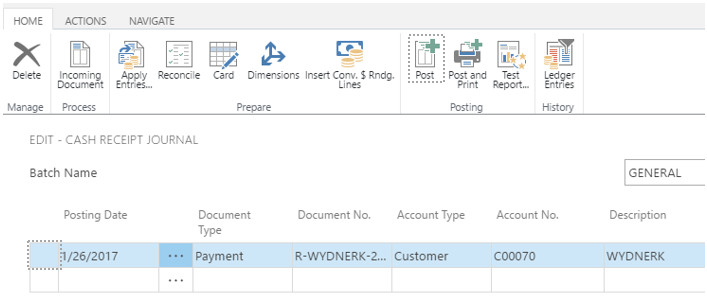 HOME ACTIONS NAVIGATE
Delete Incoming Document Apply Entries... Reconcile Card Dimensions Insert Conv. $ Rndg. Lines Post Post and Print Test Report... Ledger Entries
Manage Process Prepare Posting History
EDIT - CASH RECEIPT JOURNAL
Batch Name GENERAL
Posting Date Document Type Document No. Account Type Account No. Description
1/26/2017 ... Payment R-WYDNERK-2... Customer C00070 WYDNERK
...